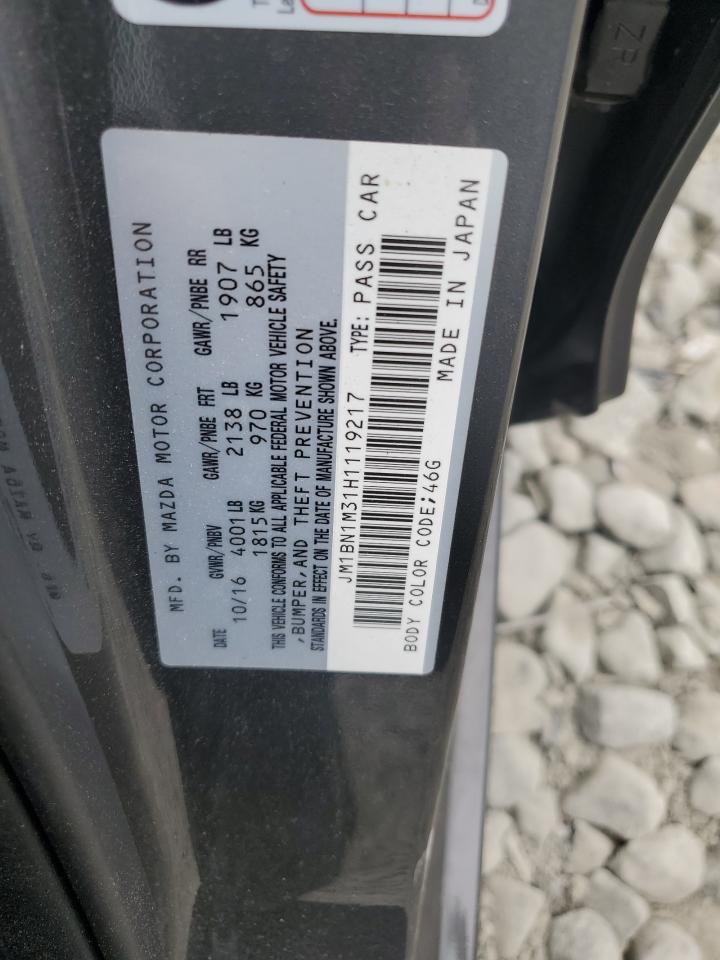 MFD. BY MAZDA MOTOR CORPORATION
DATE GVWR/PNBV GAWR/PNBE FRT GAWR/PNBE RR
10/16 4001LB 2138 LB 1907 LB
1815KG 970 KG 865 KG
THIS VEHICLE CONFORMS TO ALL APPLICABLE FEDERAL MOTOR VEHICLE SAFETY
,BUMPER,AND THEFT PREVENTION
STANDARDS IN EFFECT ON THE DATE OF MANUFACTURE SHOWN ABOVE.
JM1BN1M31H1119217 TYPE: PASS CAR
BODY COLOR CODE;46G MADE IN JAPAN
ZP